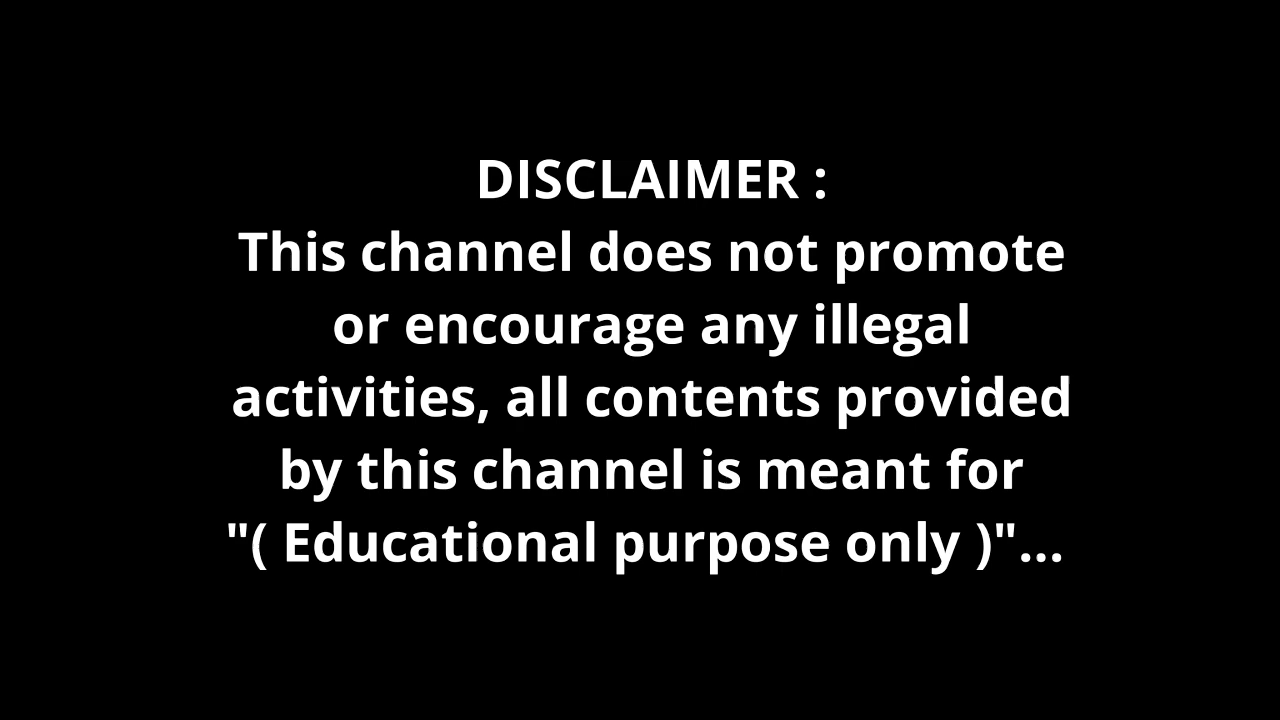 DISCLAIMER :
This channel does not promote
or encourage any illegal
activities, all contents provided
by this channel is meant for
"( Educational purpose only )"...